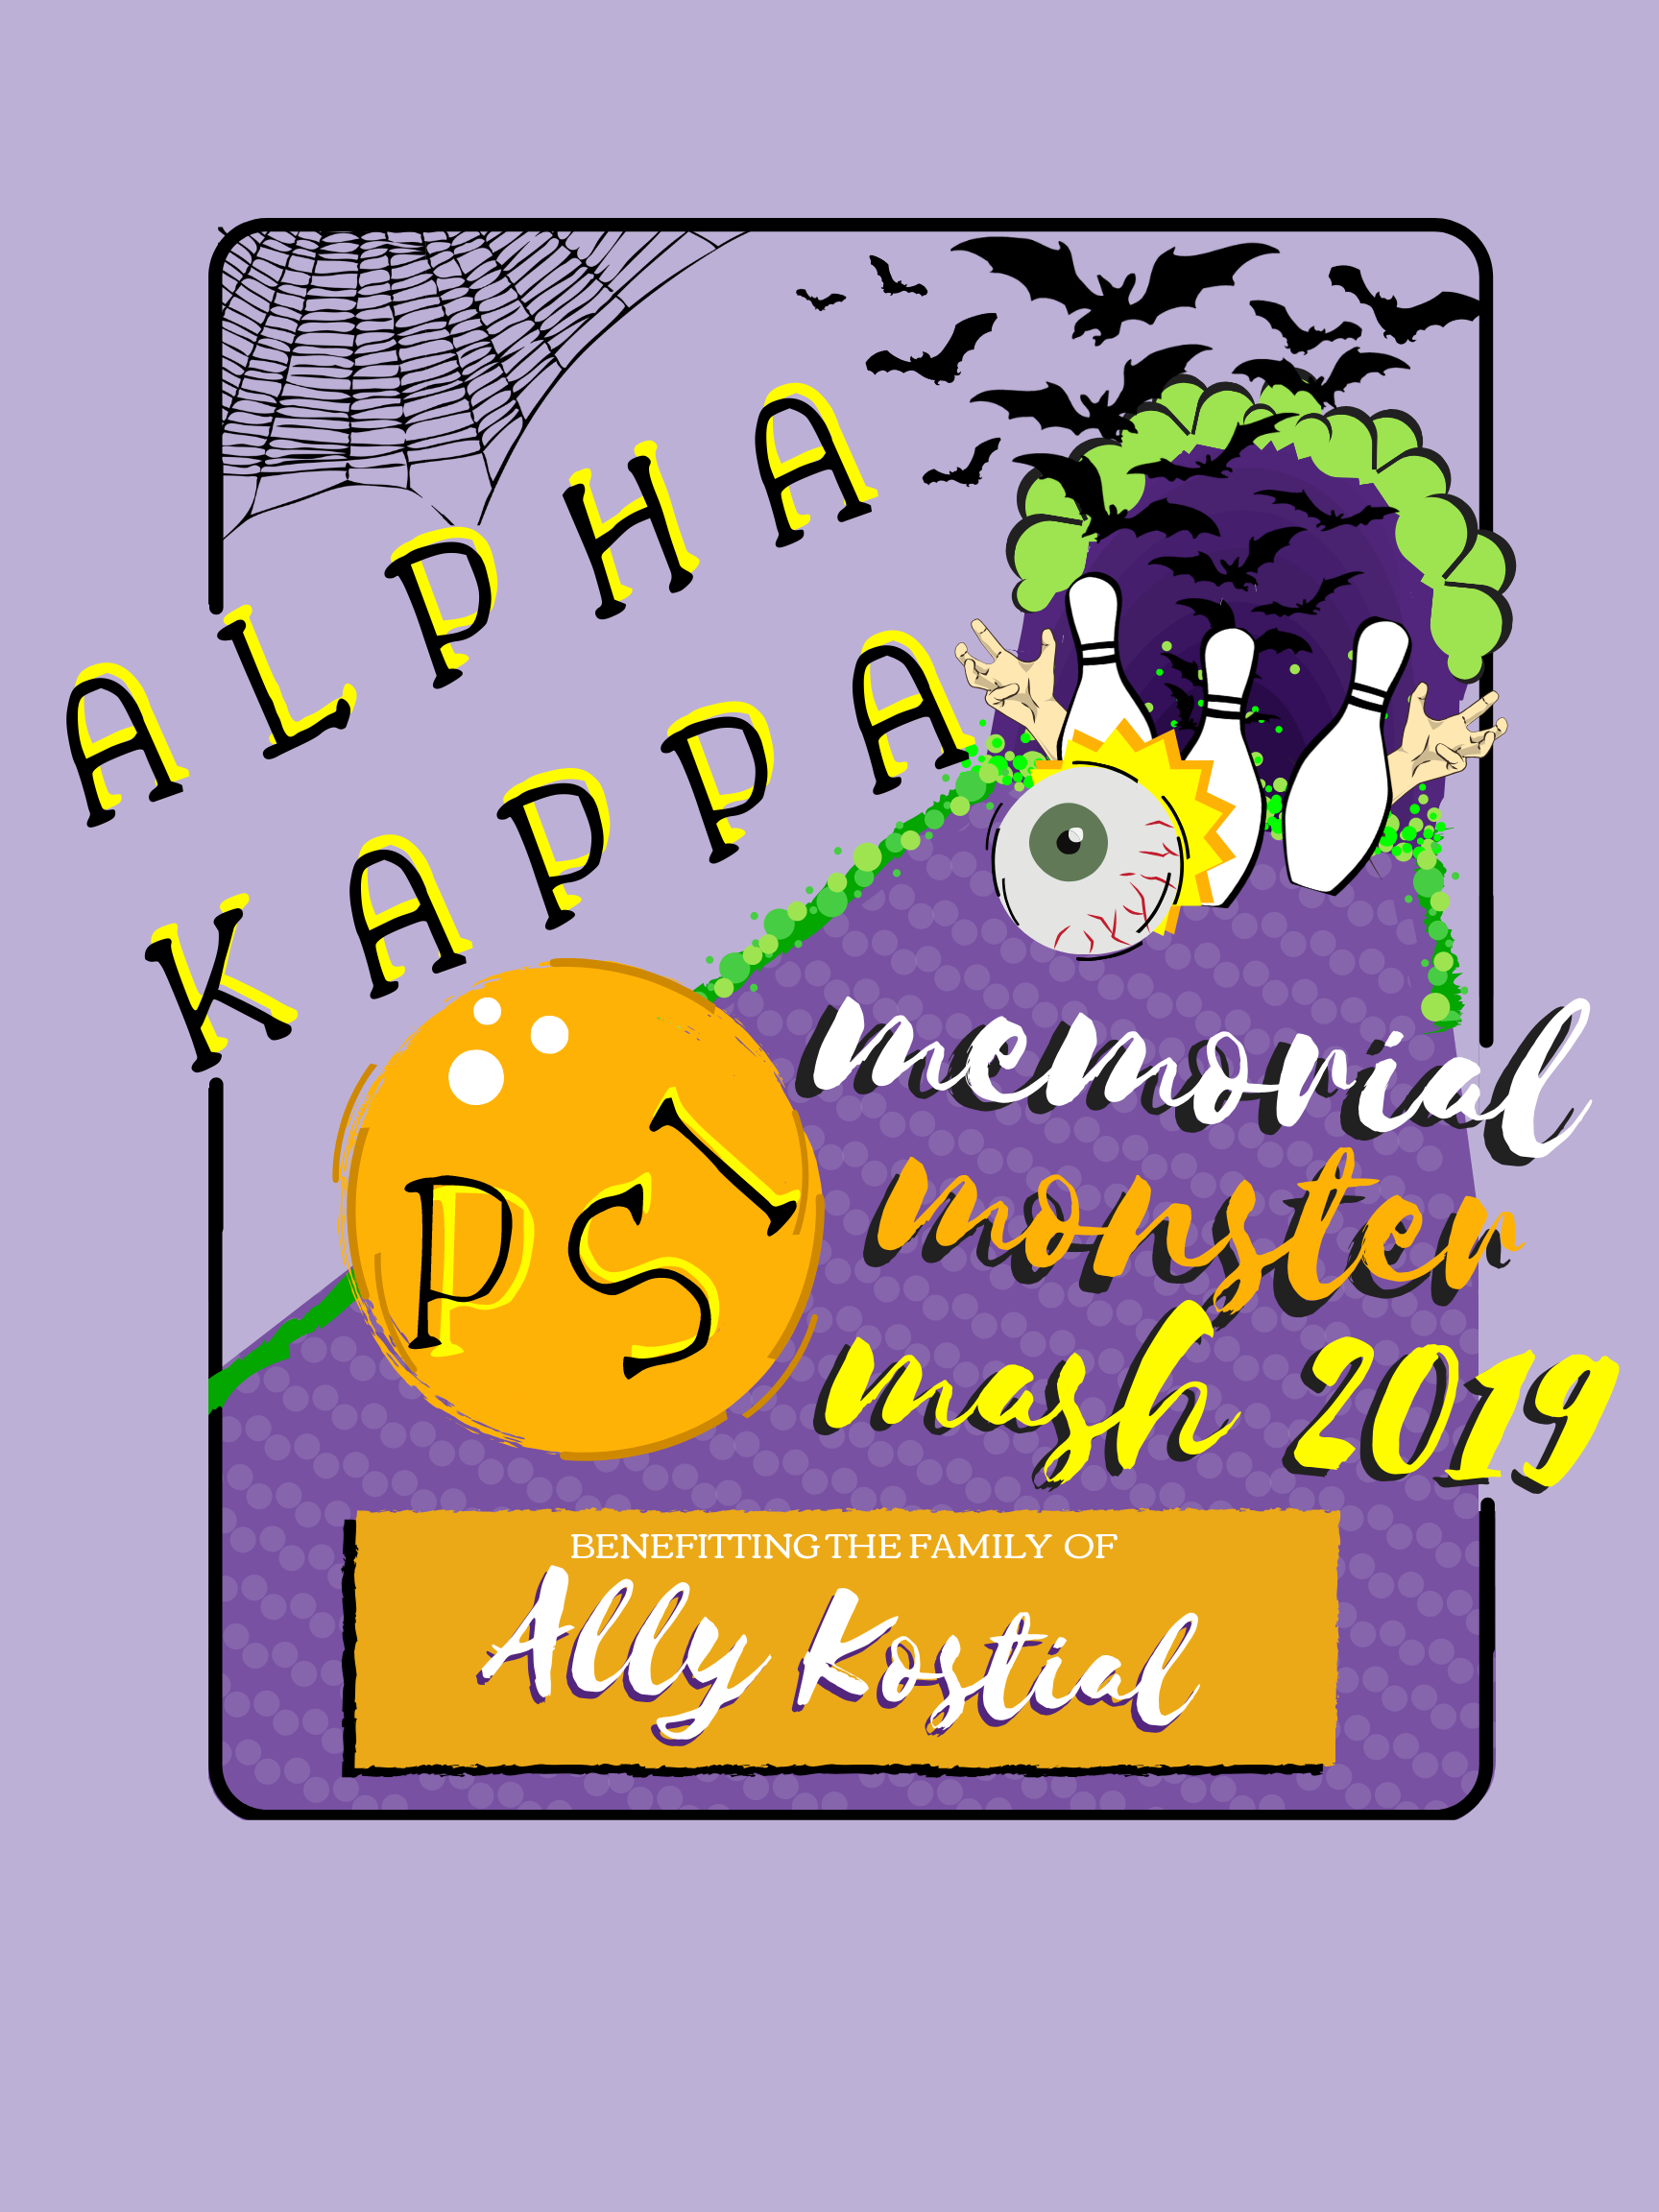 ALPHA
KAPPA
PSI
memorial
monster
mash 2019
BENEFITTING THE FAMILY OF
Ally Kostial